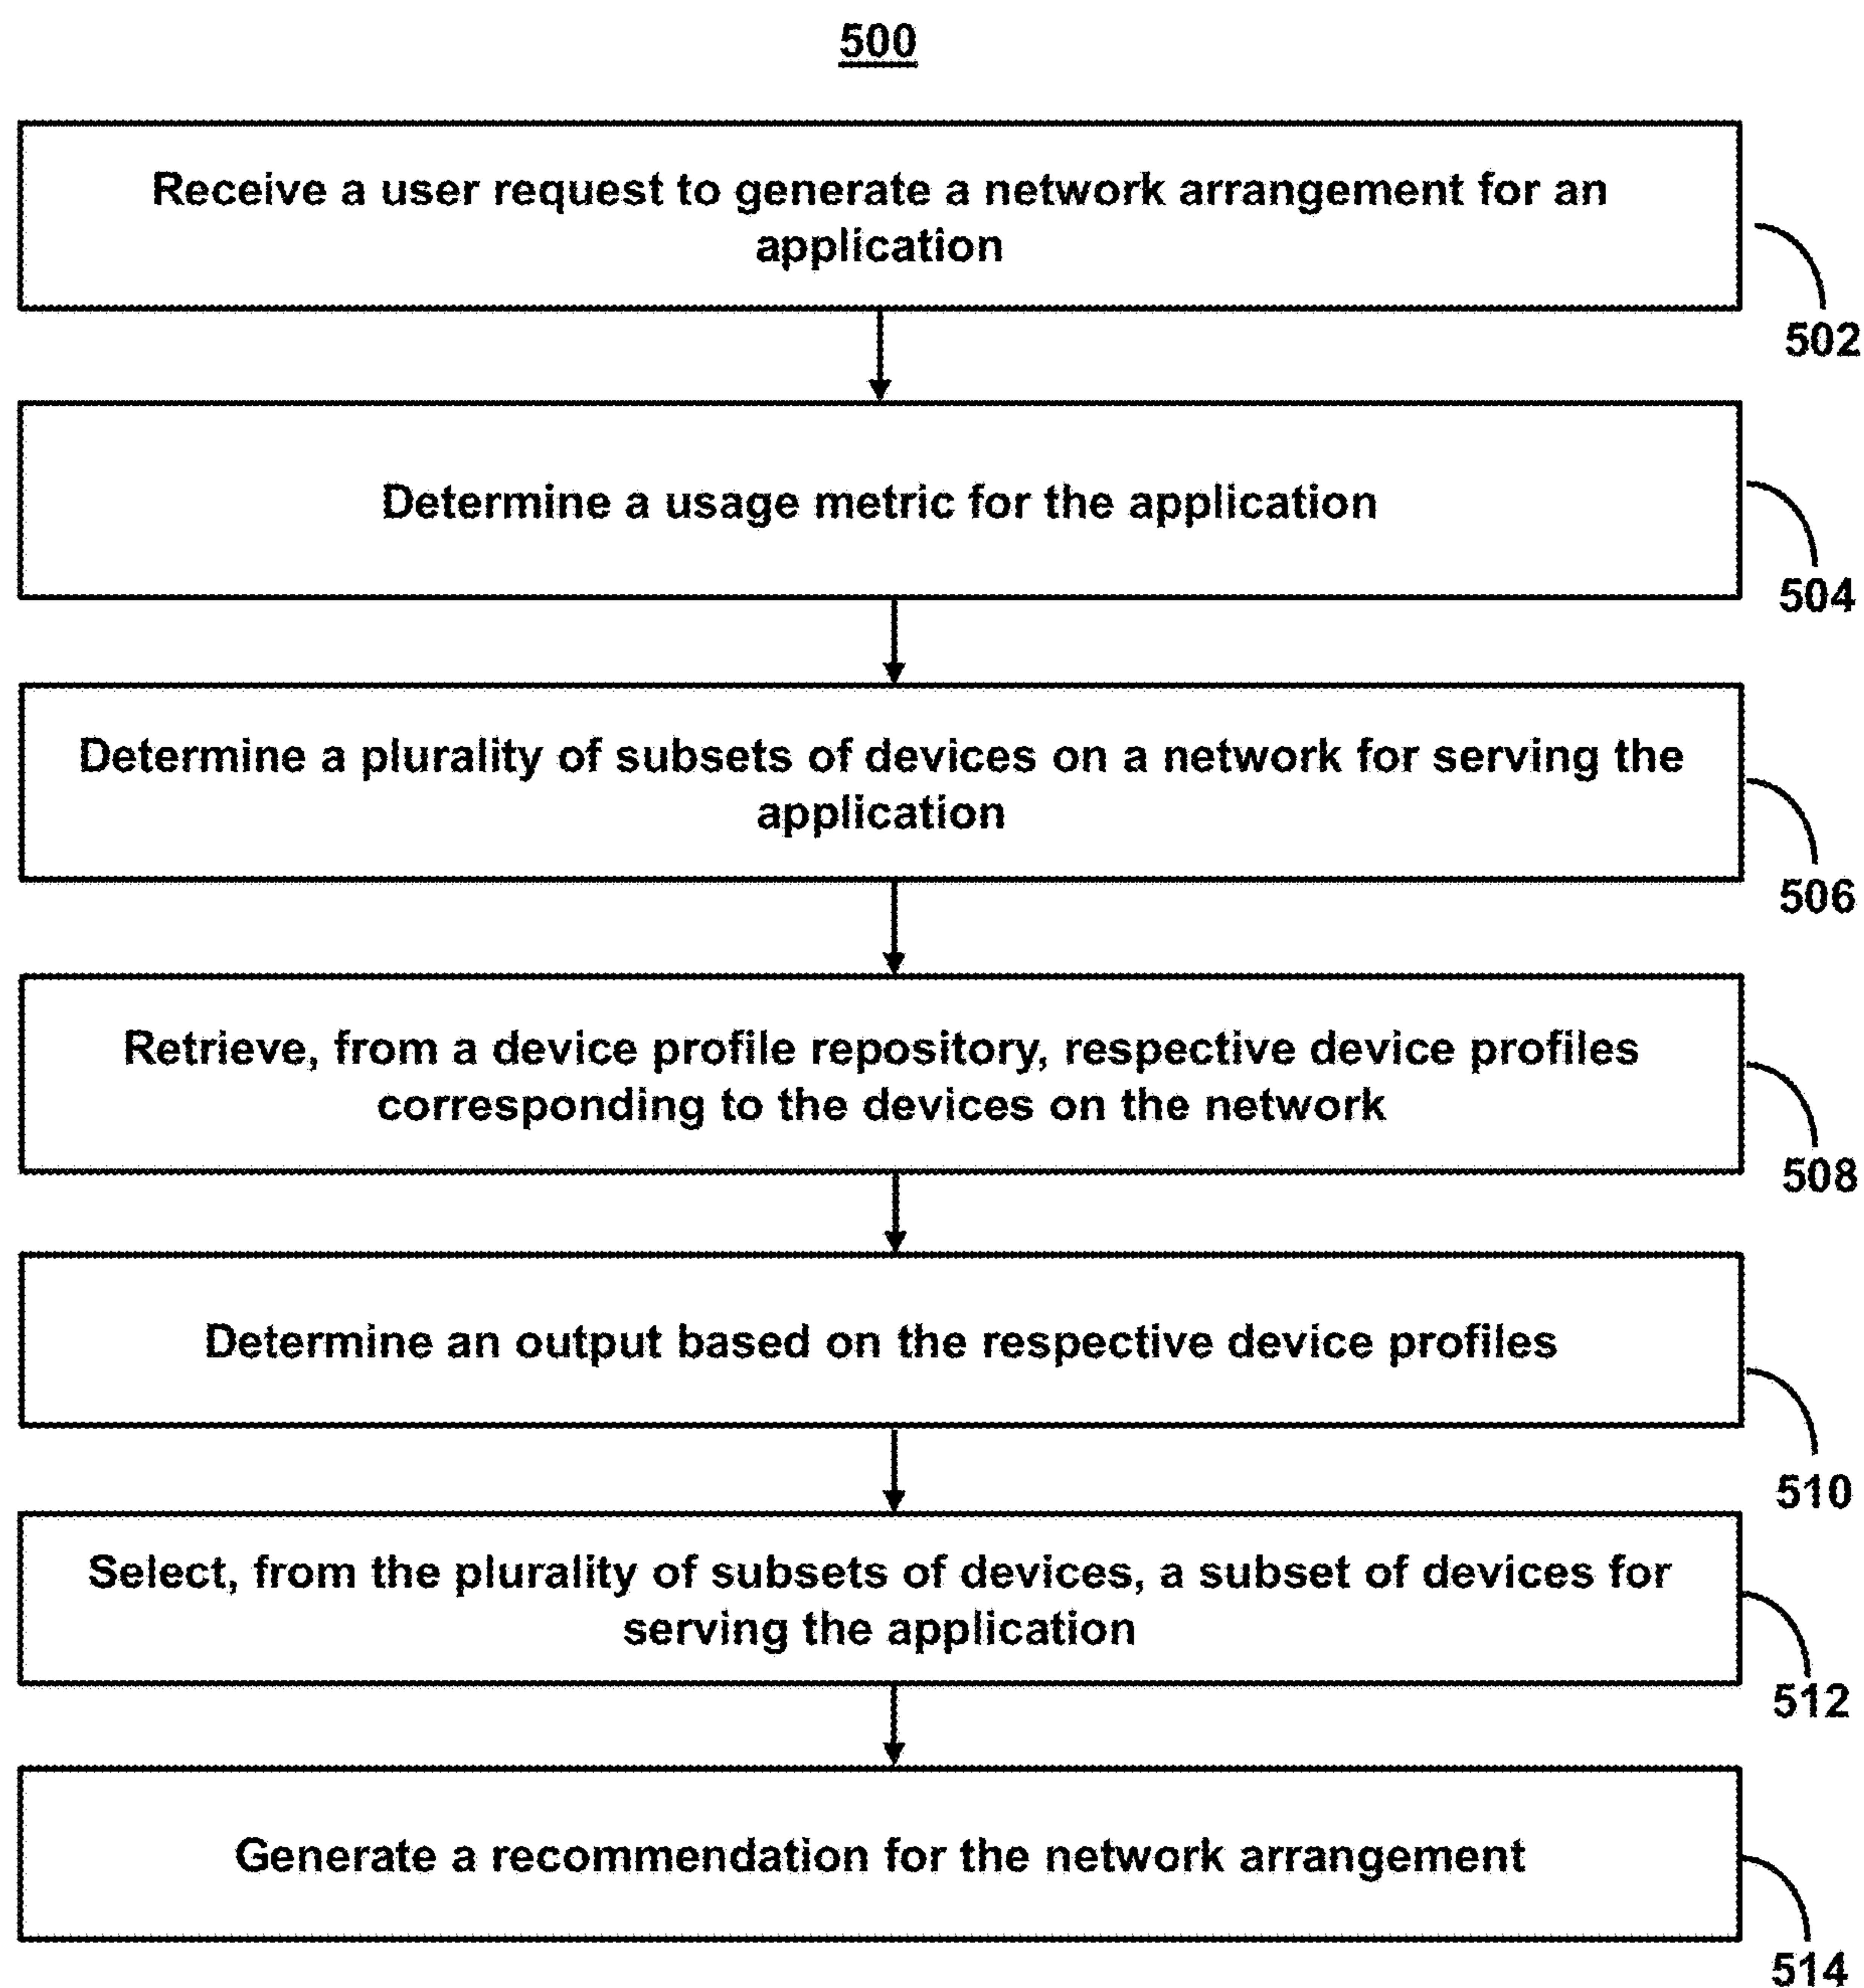 500
Receive a user request to generate a network arrangement for an
application
502
Determine a usage metric for the application
504
Determine a plurality of subsets of devices on a network for serving the
application
506
Retrieve, from a device profile repository, respective device profiles
corresponding to the devices on the network
508
Determine an output based on the respective device profiles
510
Select, from the plurality of subsets of devices, a subset of devices for
serving the application
512
Generate a recommendation for the network arrangement
514